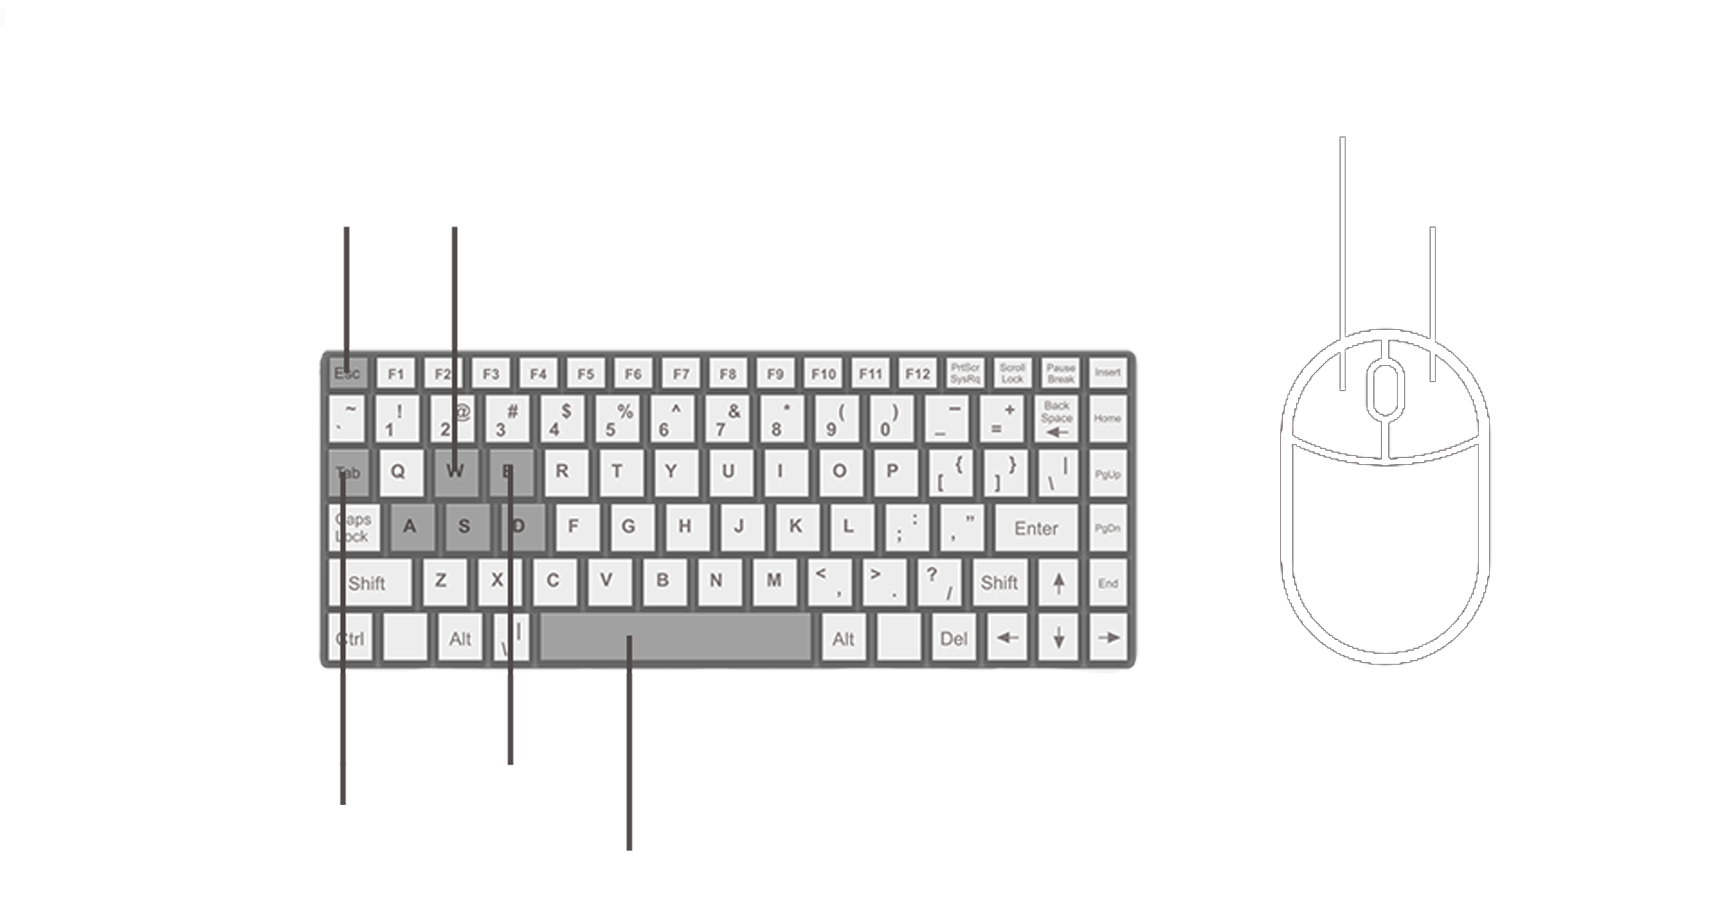 Esc F1 F2 F3 F4 F5 F6 F7 F8 F9 F10 F11 F12 PrtScr SysRq Scroll Lock Pause Break Insert
~ ` ! 1 @ 2 # 3 $ 4 % 5 ^ 6 & 7 * 8 ( 9 ) 0 – _ + = Back Space ← Home
Tab Q W E R T Y U I O P { [ } ] | \ PgUp
Caps Lock A S D F G H J K L : ; " , Enter PgDn
Shift Z X C V B N M < , > . ? / Shift ↑ End
Ctrl Alt | \ Alt Del ← ↓ →